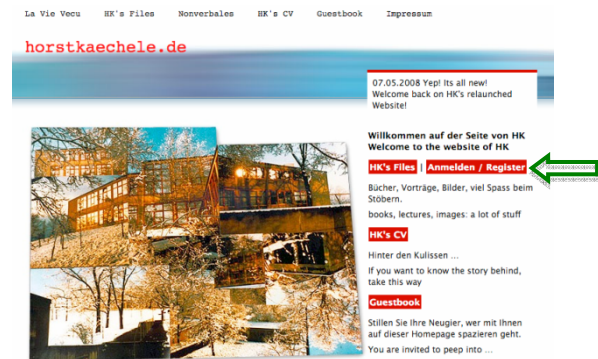 La Vie Vecu HK's Files Nonverbales HK's CV Guestbook Impressum
horstkaechele.de
07.05.2008 Yep! Its all new!
Welcome back on HK's relaunched
Website!
Willkommen auf der Seite von HK
Welcome to the website of HK
HK's Files | Anmelden / Register
Bücher, Vorträge, Bilder, viel Spass beim
Stöbern.
books, lectures, images: a lot of stuff
HK's CV
Hinter den Kulissen ...
If you want to know the story behind,
take this way
Guestbook
Stillen Sie Ihre Neugier, wer mit Ihnen
auf dieser Homepage spazieren geht.
You are invited to peep into ...